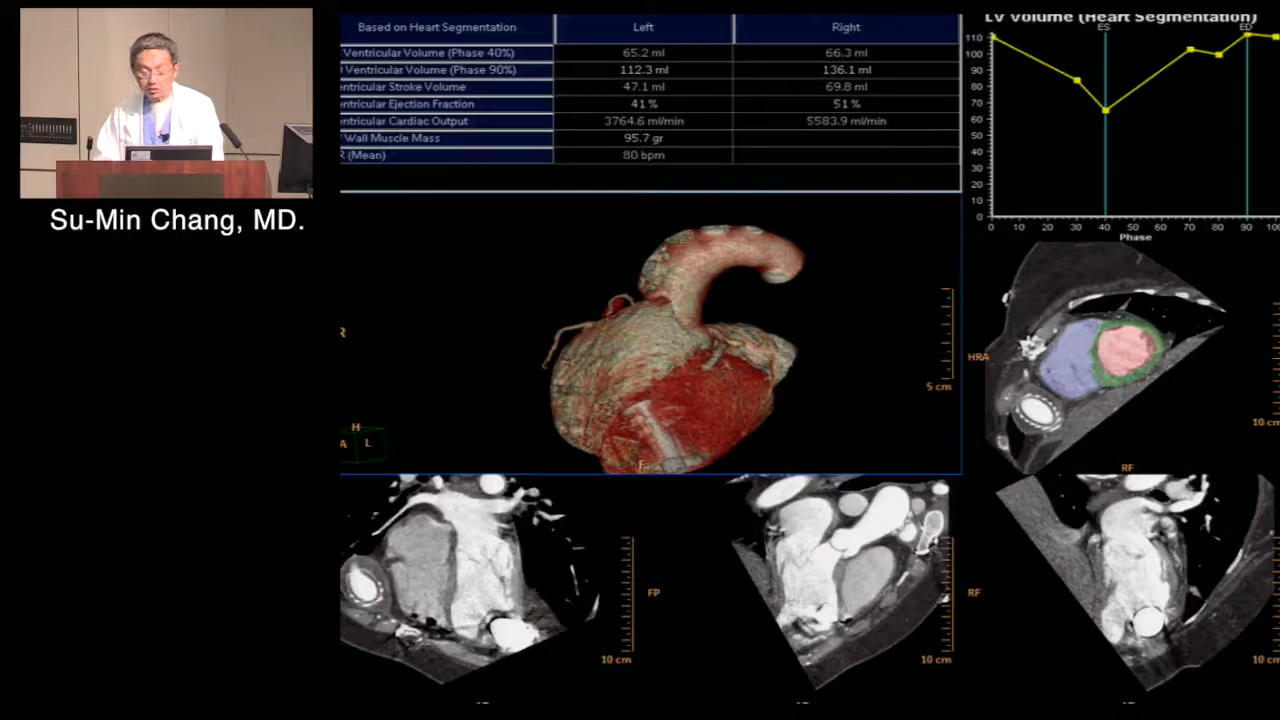 Su-Min Chang, MD.
Based on Heart Segmentation Left Right
Ventricular Volume (Phase 40%) 65.2 ml 66.3 ml
Ventricular Volume (Phase 90%) 112.3 ml 136.1 ml
entricular Stroke Volume 47.1 ml 69.8 ml
entricular Ejection Fraction 41 % 51 %
entricular Cardiac Output 3764.6 ml/min 5583.9 ml/min
Wall Muscle Mass 95.7 gr
R (Mean) 80 bpm
LV Volume (Heart Segmentation)
ES ED
110
100
90
80
70
60
50
40
30
20
10
0
0 10 20 30 40 50 60 70 80 90 100
Phase
R
5 cm
H
A L
F
HRA
10 cm
RF
FP
10 cm
RF
10 cm
10 cm